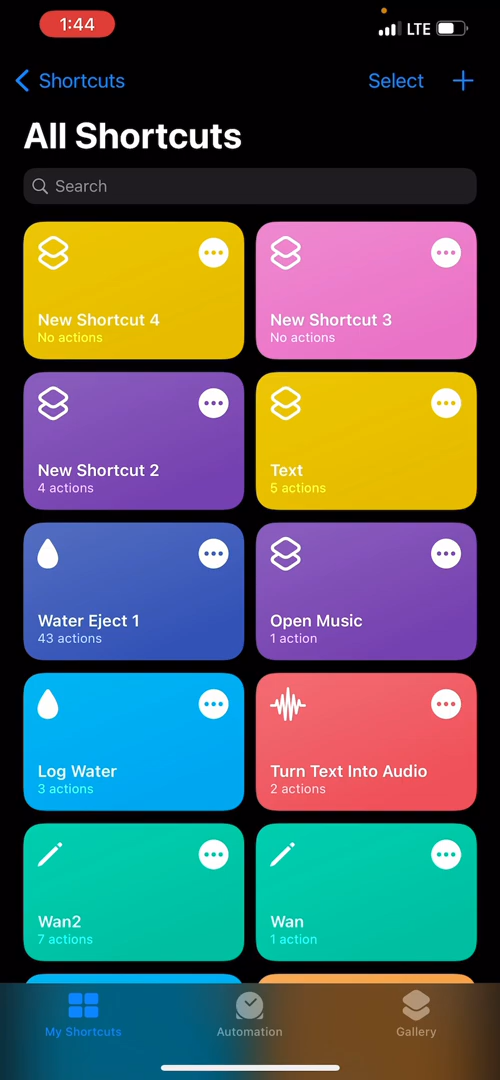 1:44
LTE
Shortcuts
Select
All Shortcuts
Search
New Shortcut 4
No actions
New Shortcut 3
No actions
New Shortcut 2
4 actions
Text
5 actions
Water Eject 1
43 actions
Open Music
1 action
Log Water
3 actions
Turn Text Into Audio
2 actions
Wan2
7 actions
Wan
1 action
My Shortcuts
Automation
Gallery